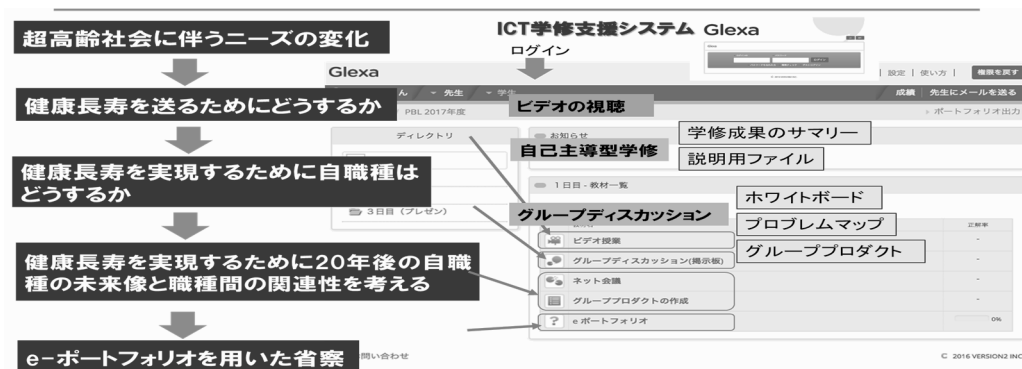 超高齢社会に伴うニーズの変化
健康長寿を送るためにどうするか
健康長寿を実現するために自職種は
どうするか
健康長寿を実現するために20年後の自職
種の未来像と職種間の関連性を考える
e-ポートフォリオを用いた省察
ICT学修支援システム Glexa
ログイン
Glexa
設定 | 使い方 | 権限を戻す
ん 先生 学生
成績 先生にメールを送る
PBL 2017年度
ポートフォリオ出力
ビデオの視聴
ディレクトリ
お知らせ
学修成果のサマリー
自己主導型学修
説明用ファイル
1日目 - 教材一覧
ホワイトボード
3日目(プレゼン)
グループディスカッション
プロブレムマップ
正解率
ビデオ授業 -
グループプロダクト
グループディスカッション(掲示板) -
ネット会議 -
グループプロダクトの作成 -
? eポートフォリオ 0%
問い合わせ
© 2016 VERSION2 INC